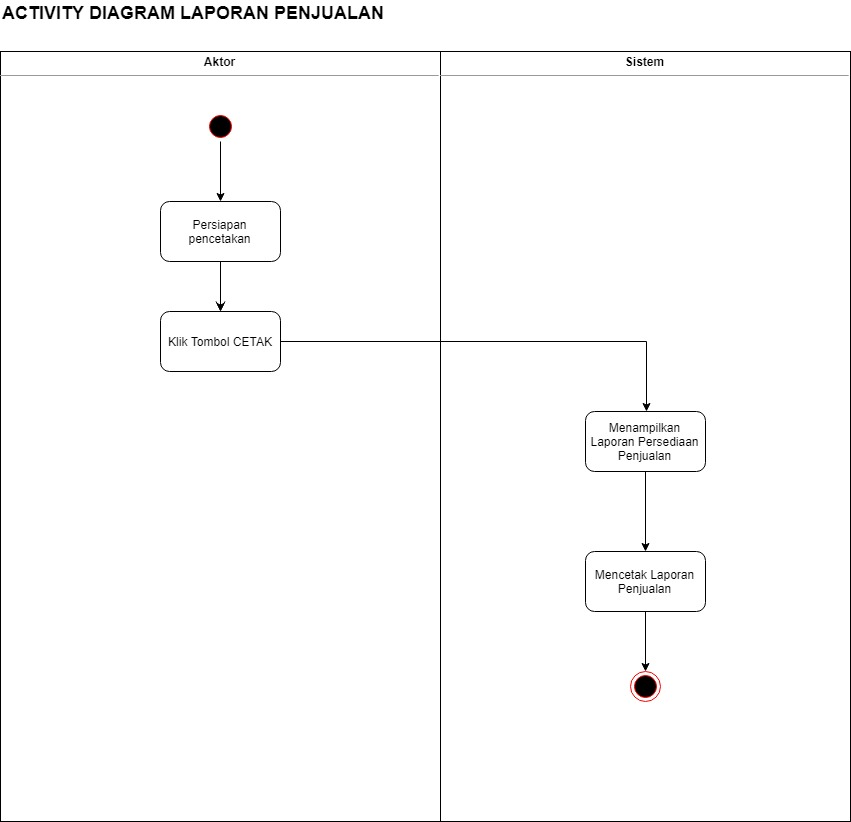 ACTIVITY DIAGRAM LAPORAN PENJUALAN
Aktor
Sistem
Persiapan
pencetakan
Klik Tombol CETAK
Menampilkan
Laporan Persediaan
Penjualan
Mencetak Laporan
Penjualan